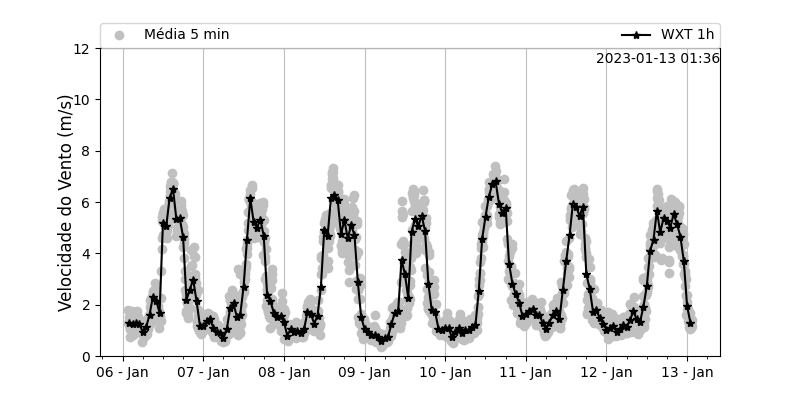 Média 5 min
WXT 1h
2023-01-13 01:36
Velocidade do Vento (m/s)
12
10
8
6
4
2
0
06 - Jan
07 - Jan
08 - Jan
09 - Jan
10 - Jan
11 - Jan
12 - Jan
13 - Jan